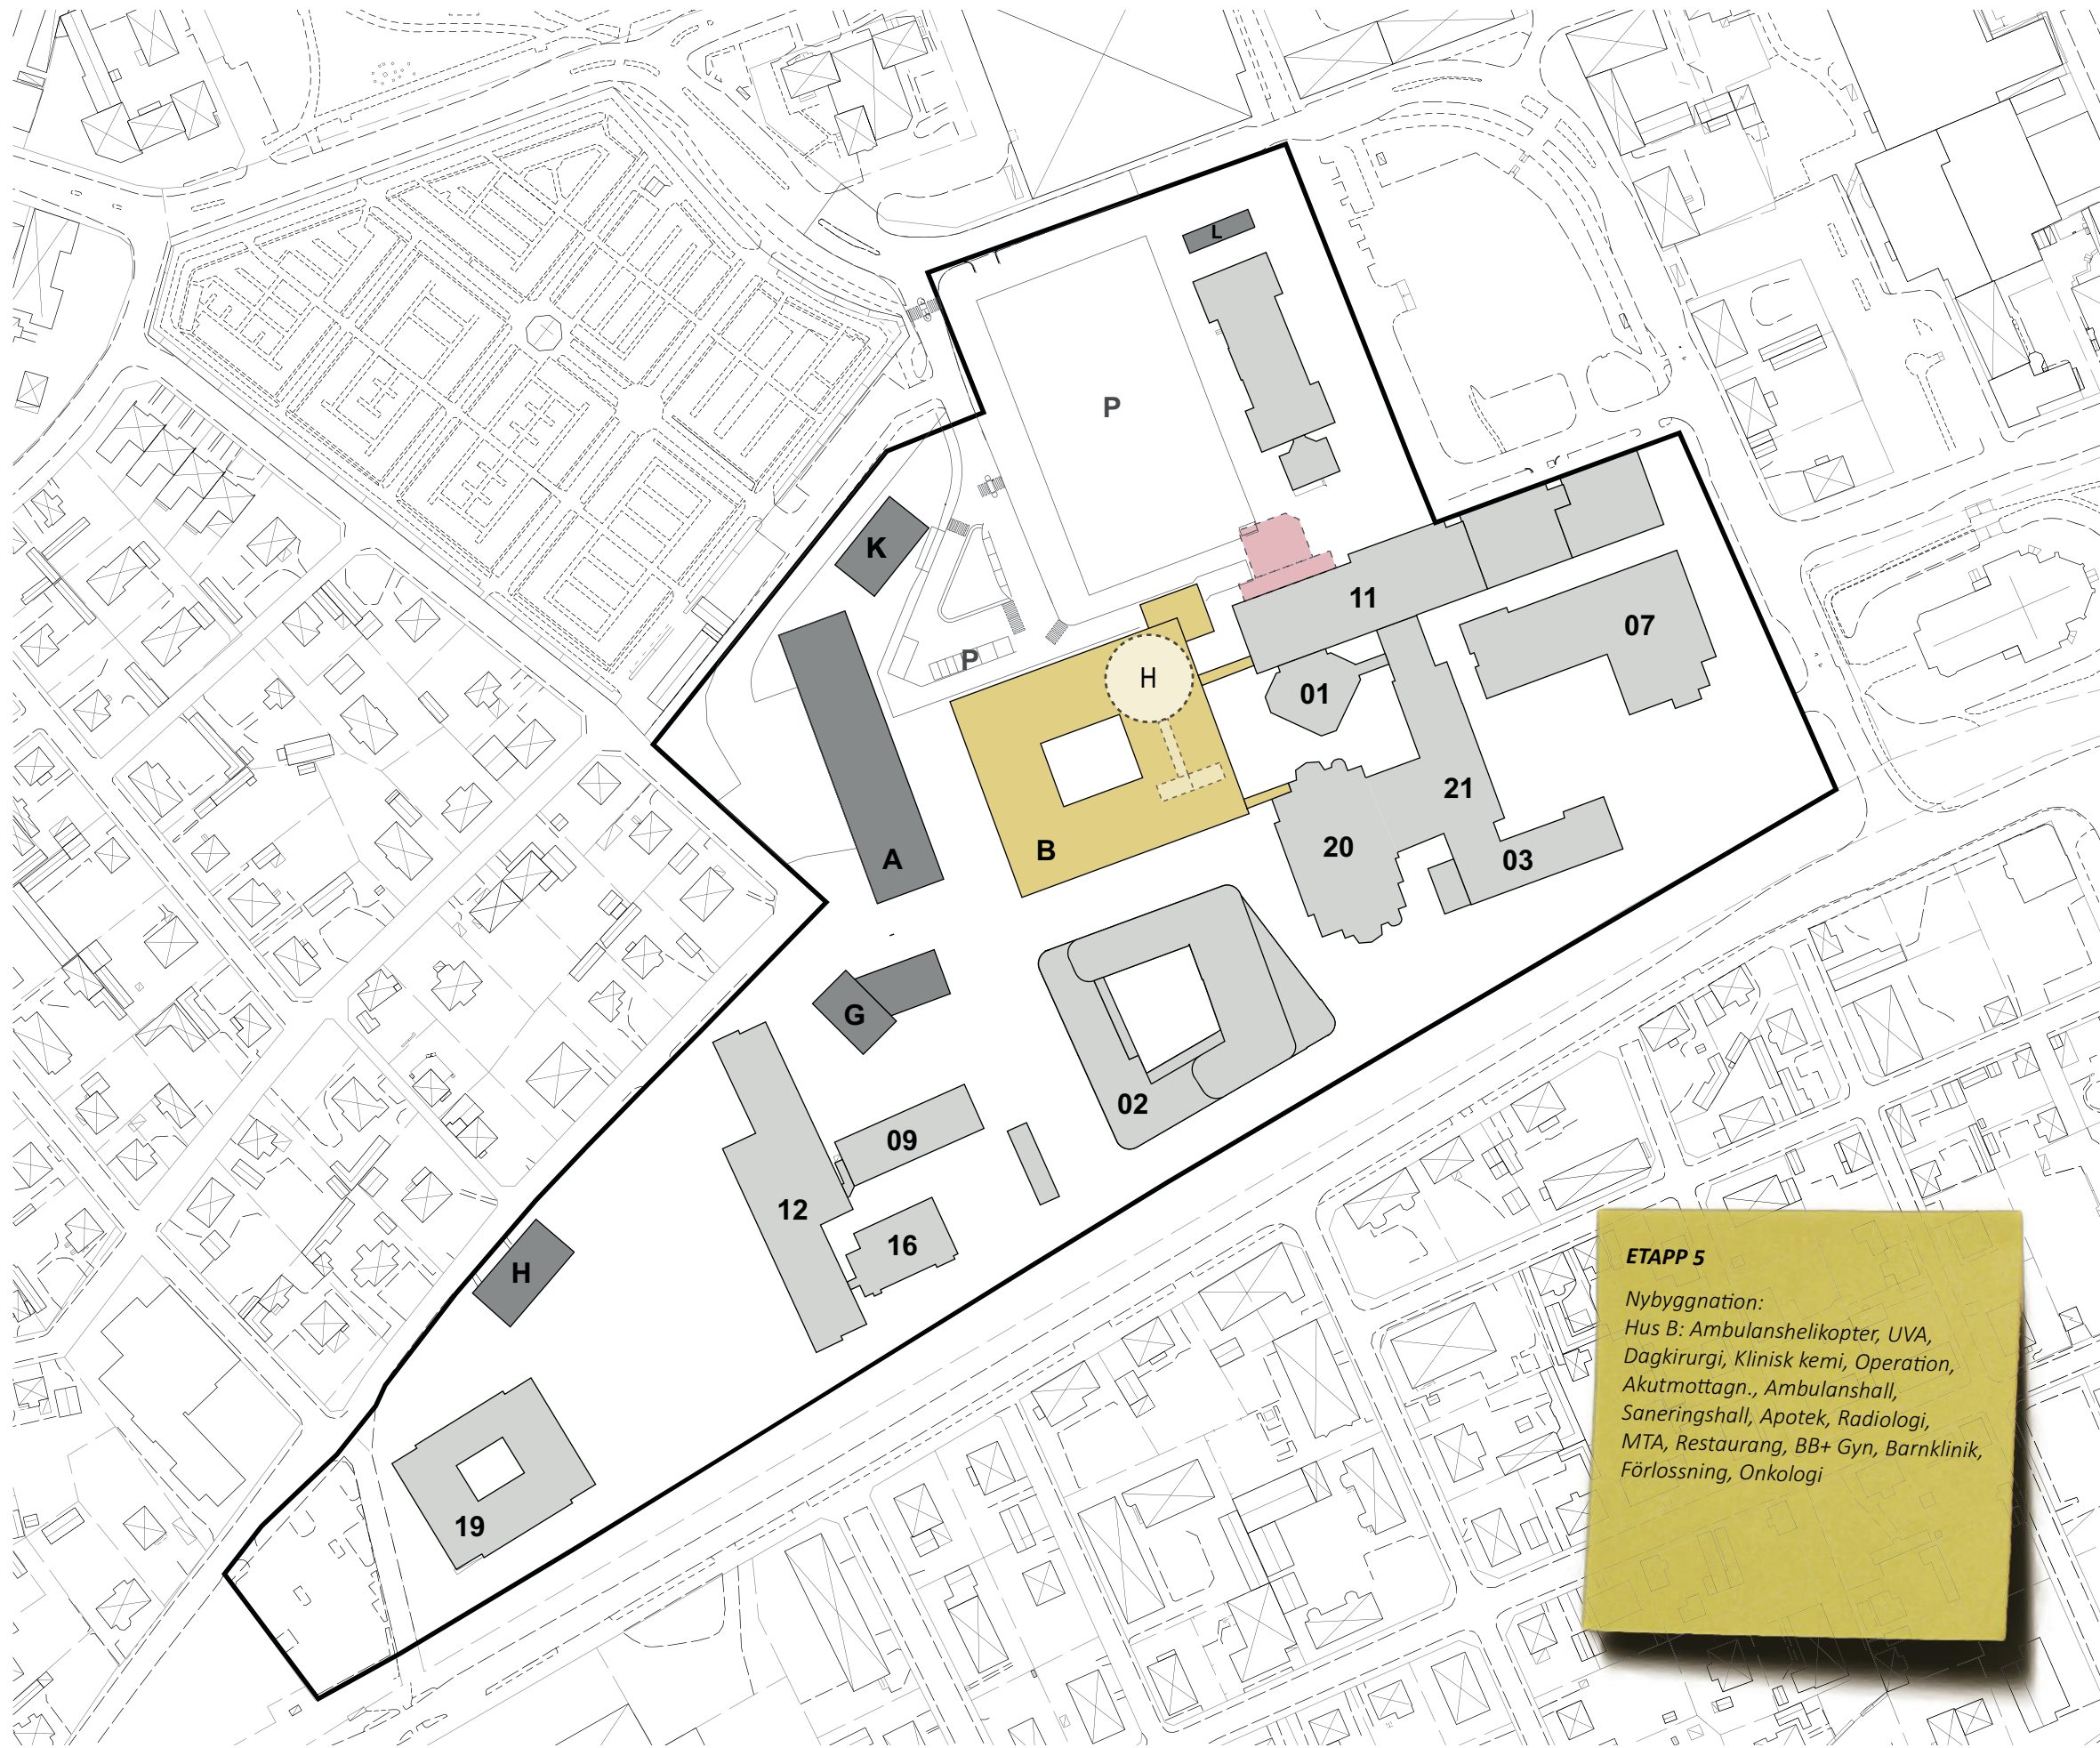 L
P
K
11
07
P
H
01
21
A
B
20
03
G
02
09
12
16
H
19
ETAPP 5
Nybyggnation:
Hus B: Ambulanshelikopter, UVA,
Dagkirurgi, Klinisk kemi, Operation,
Akutmottagn., Ambulanshall,
Saneringshall, Apotek, Radiologi,
MTA, Restaurang, BB+ Gyn, Barnklinik,
Förlossning, Onkologi